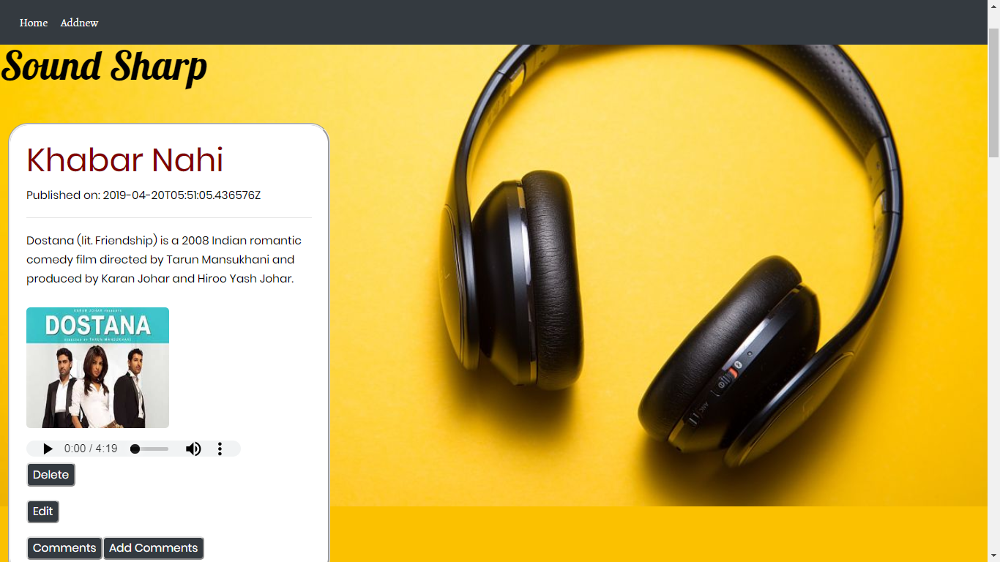 Home Addnew
Sound Sharp
Khabar Nahi
Published on: 2019-04-20T05:51:05.436576Z
Dostana (lit. Friendship) is a 2008 Indian romantic
comedy film directed by Tarun Mansukhani and
produced by Karan Johar and Hiroo Yash Johar.
KARAN JOHAR PRESENTS
DOSTANA
DIRECTED BY TARUN MANSUKHANI
0:00 / 4:19
Delete
Edit
Comments Add Comments
ABC